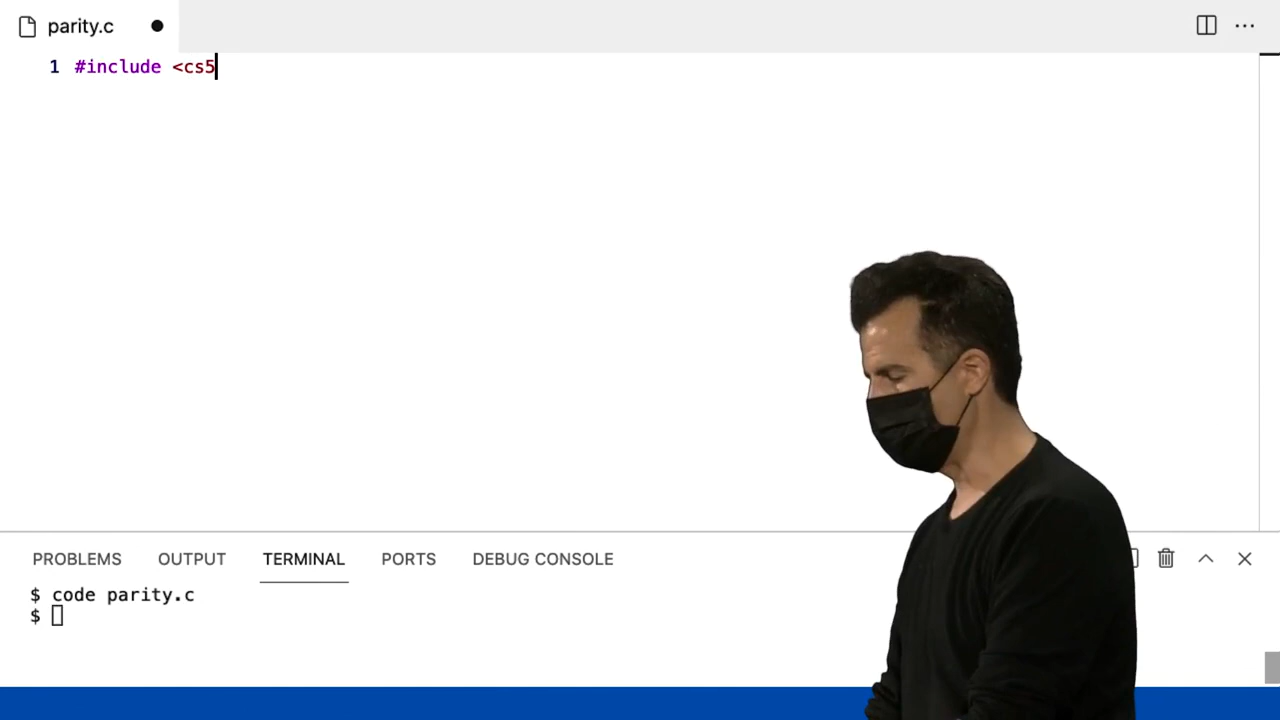 parity.c
1 #include <cs5
PROBLEMS OUTPUT TERMINAL PORTS DEBUG CONSOLE
$ code parity.c
$